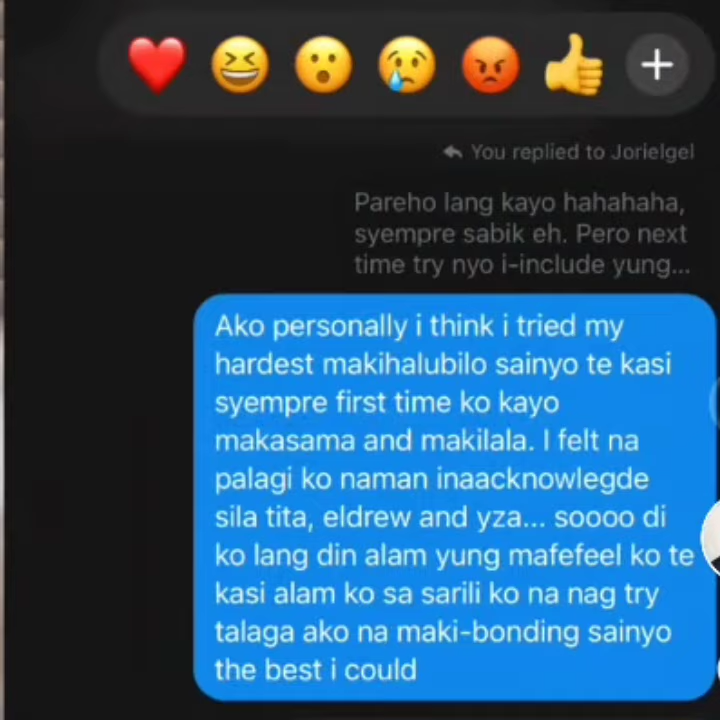 You replied to Jorielgel
Pareho lang kayo hahahaha,
syempre sabik eh. Pero next
time try nyo i-include yung...
Ako personally i think i tried my
hardest makihalubilo sainyo te kasi
syempre first time ko kayo
makasama and makilala. I felt na
palagi ko naman inaacknowlegde
sila tita, eldrew and yza... soooo di
ko lang din alam yung mafefeel ko te
kasi alam ko sa sarili ko na nag try
talaga ako na maki-bonding sainyo
the best i could